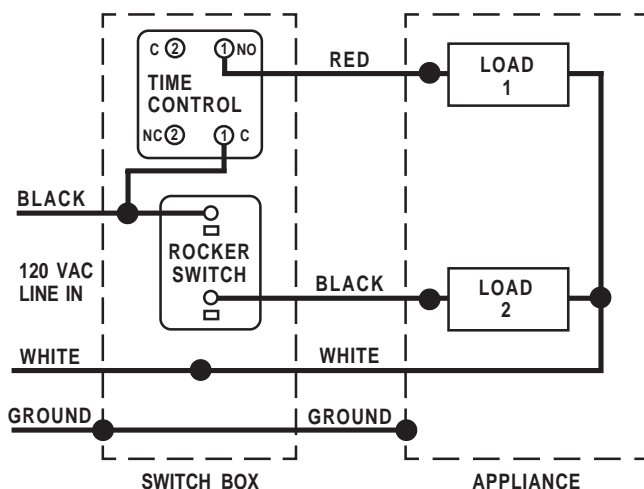 C 2 1 NO
TIME
CONTROL
NC 2 1 C
RED
LOAD
1
BLACK
ROCKER
SWITCH
120 VAC
LINE IN
BLACK
LOAD
2
WHITE
WHITE
GROUND
GROUND
SWITCH BOX
APPLIANCE